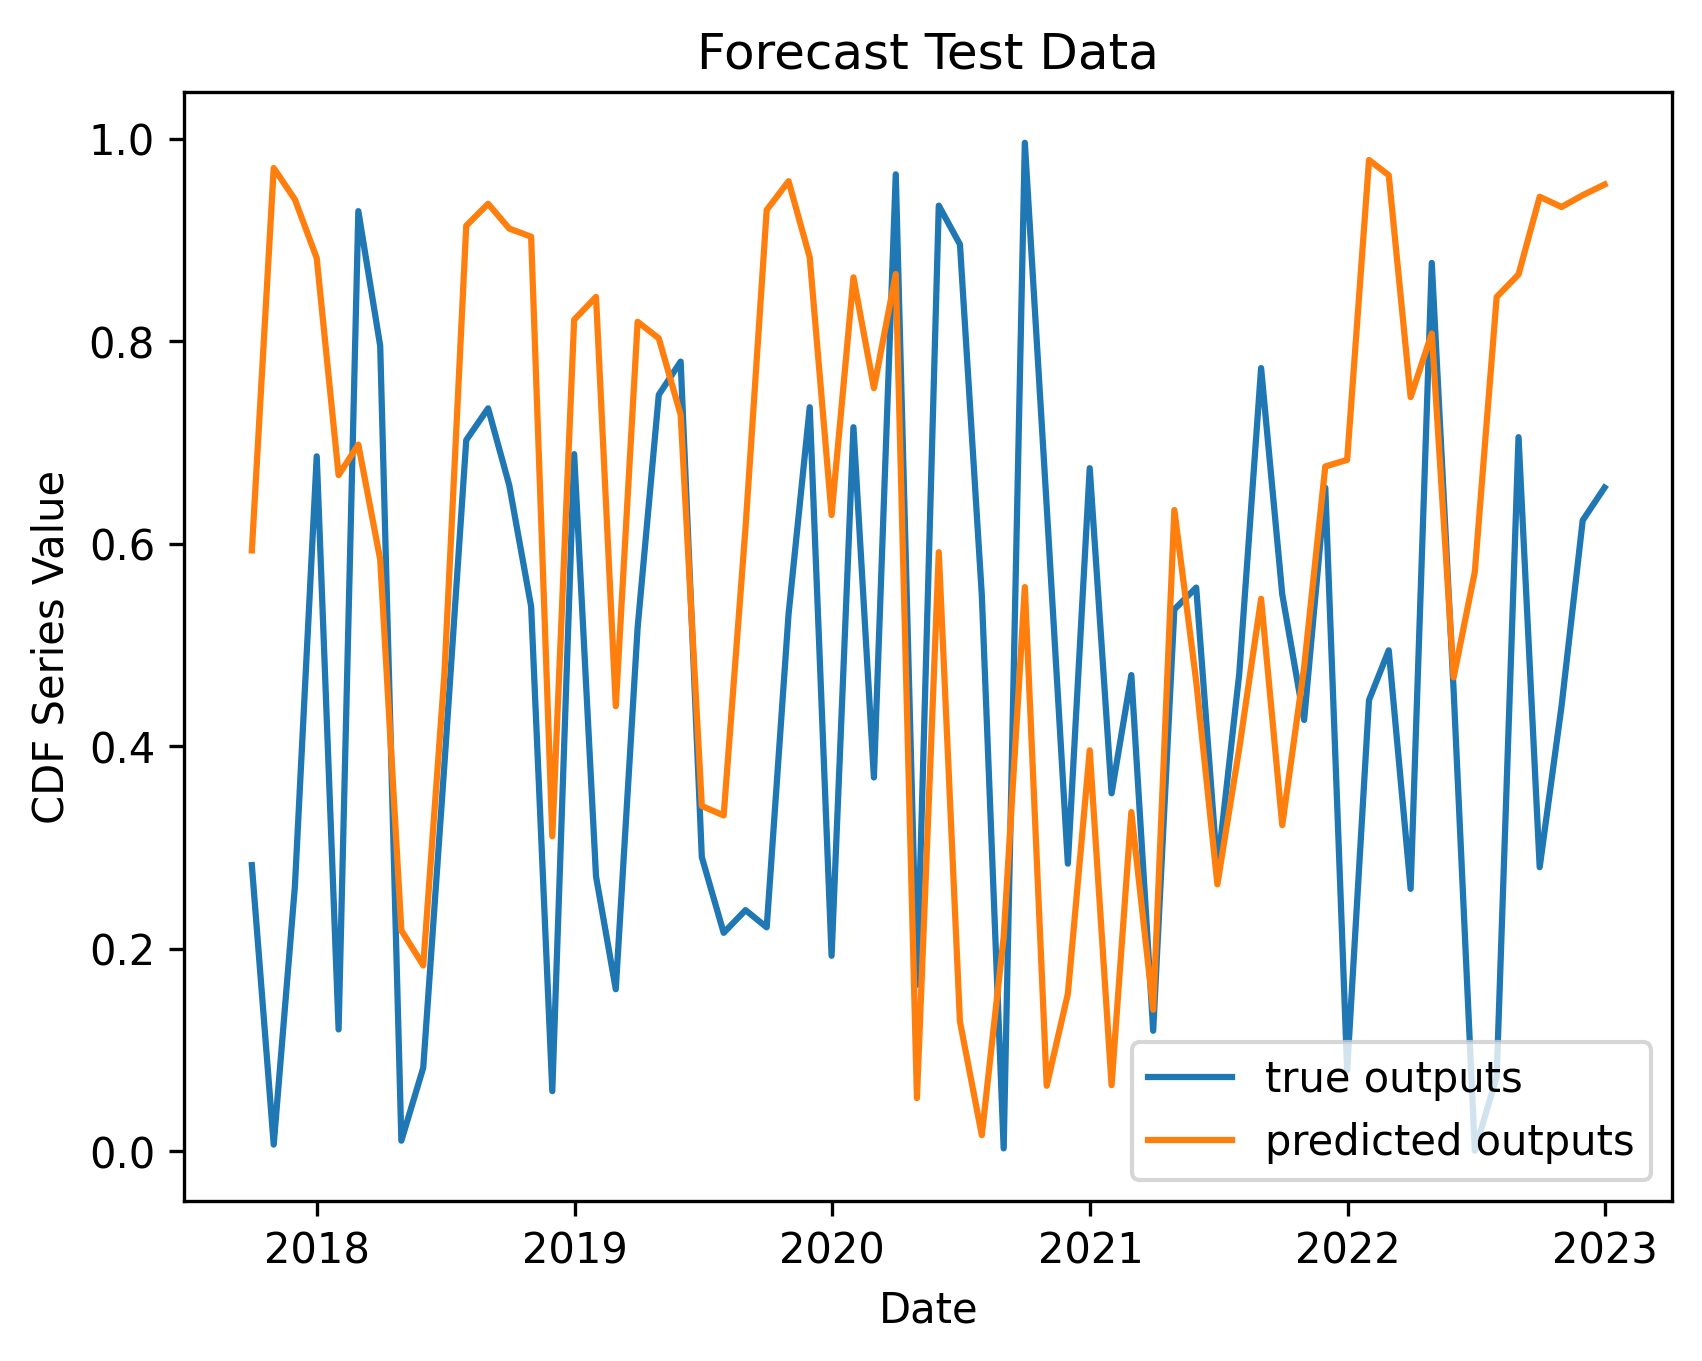 Forecast Test Data
CDF Series Value
1.0
0.8
0.6
0.4
0.2
0.0
true outputs
predicted outputs
2018 2019 2020 2021 2022 2023
Date